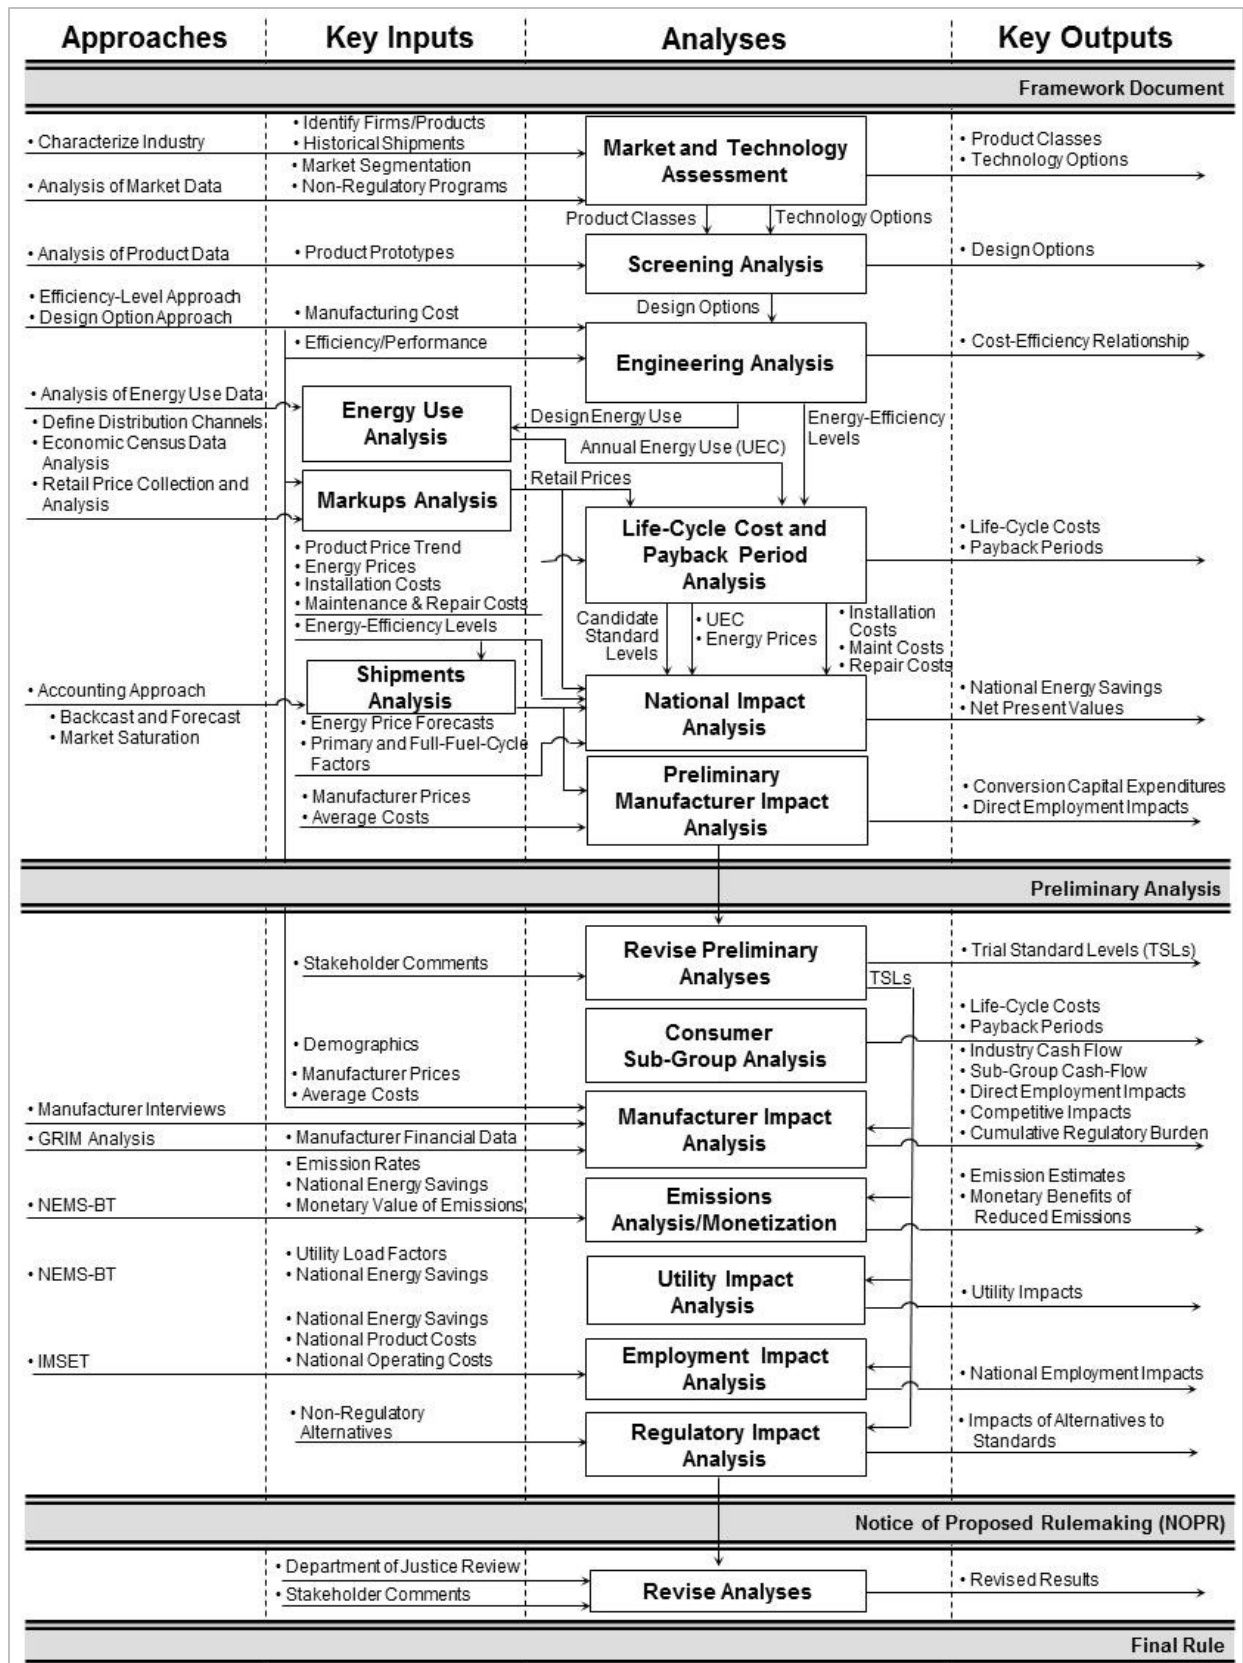 Approaches
Key Inputs
Analyses
Key Outputs
Framework Document
• Characterize Industry
• Analysis of Market Data
• Identify Firms/Products
• Historical Shipments
• Market Segmentation
• Non-Regulatory Programs
Market and Technology
Assessment
• Product Classes
• Technology Options
Product Classes
Technology Options
• Analysis of Product Data
• Product Prototypes
Screening Analysis
• Design Options
Design Options
• Efficiency-Level Approach
• Design Option Approach
• Manufacturing Cost
• Efficiency/Performance
Engineering Analysis
• Cost-Efficiency Relationship
• Analysis of Energy Use Data
• Define Distribution Channels
• Economic Census Data
Analysis
• Retail Price Collection and
Analysis
Energy Use
Analysis
Design Energy Use
Annual Energy Use (UEC)
Energy-Efficiency
Levels
Markups Analysis
Retail Prices
• Product Price Trend
• Energy Prices
• Installation Costs
• Maintenance & Repair Costs
• Energy-Efficiency Levels
Life-Cycle Cost and
Payback Period
Analysis
• Life-Cycle Costs
• Payback Periods
Candidate
Standard
Levels
• UEC
• Energy Prices
• Installation
Costs
• Maint Costs
• Repair Costs
• Accounting Approach
• Backcast and Forecast
• Market Saturation
Shipments
Analysis
• Energy Price Forecasts
• Primary and Full-Fuel-Cycle
Factors
National Impact
Analysis
• National Energy Savings
• Net Present Values
• Manufacturer Prices
• Average Costs
Preliminary
Manufacturer Impact
Analysis
• Conversion Capital Expenditures
• Direct Employment Impacts
Preliminary Analysis
• Stakeholder Comments
Revise Preliminary
Analyses
• Trial Standard Levels (TSLs)
TSLs
• Demographics
Consumer
Sub-Group Analysis
• Life-Cycle Costs
• Payback Periods
• Manufacturer Interviews
• GRIM Analysis
• Manufacturer Prices
• Average Costs
• Manufacturer Financial Data
Manufacturer Impact
Analysis
• Industry Cash Flow
• Sub-Group Cash-Flow
• Direct Employment Impacts
• Competitive Impacts
• Cumulative Regulatory Burden
• NEMS-BT
• Emission Rates
• National Energy Savings
• Monetary Value of Emissions
Emissions
Analysis/Monetization
• Emission Estimates
• Monetary Benefits of
Reduced Emissions
• NEMS-BT
• Utility Load Factors
• National Energy Savings
Utility Impact
Analysis
• Utility Impacts
• IMSET
• National Energy Savings
• National Product Costs
• National Operating Costs
Employment Impact
Analysis
• National Employment Impacts
• Non-Regulatory
Alternatives
Regulatory Impact
Analysis
• Impacts of Alternatives to
Standards
Notice of Proposed Rulemaking (NOPR)
• Department of Justice Review
• Stakeholder Comments
Revise Analyses
• Revised Results
Final Rule